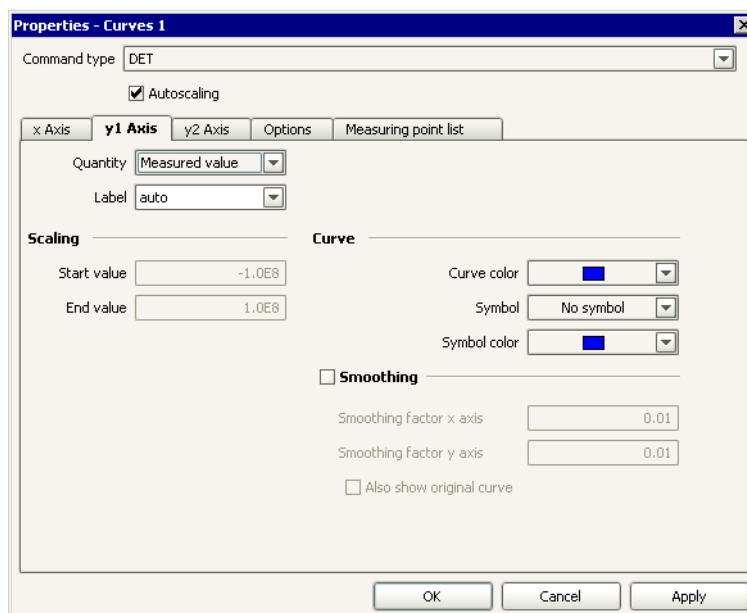 Properties - Curves 1
Command type DET
Autoscaling
x Axis y1 Axis y2 Axis Options Measuring point list
Quantity Measured value
Label auto
Scaling Curve
Start value -1.0E8 Curve color
End value 1.0E8 Symbol No symbol
Symbol color
Smoothing
Smoothing factor x axis 0.01
Smoothing factor y axis 0.01
Also show original curve
OK Cancel Apply